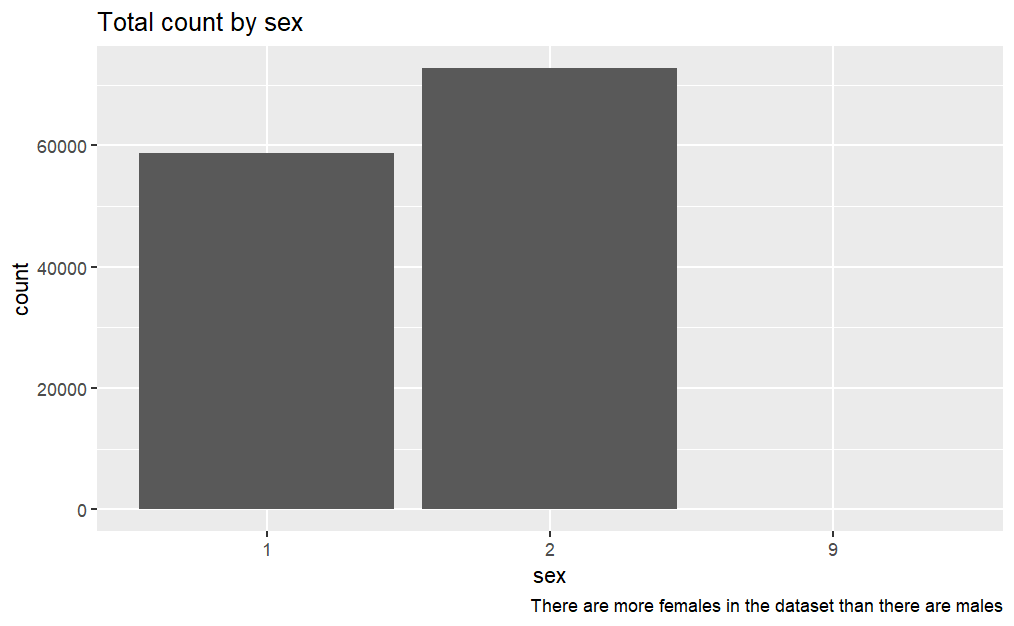 Total count by sex
count
60000
40000
20000
0
1 2 9
sex
There are more females in the dataset than there are males